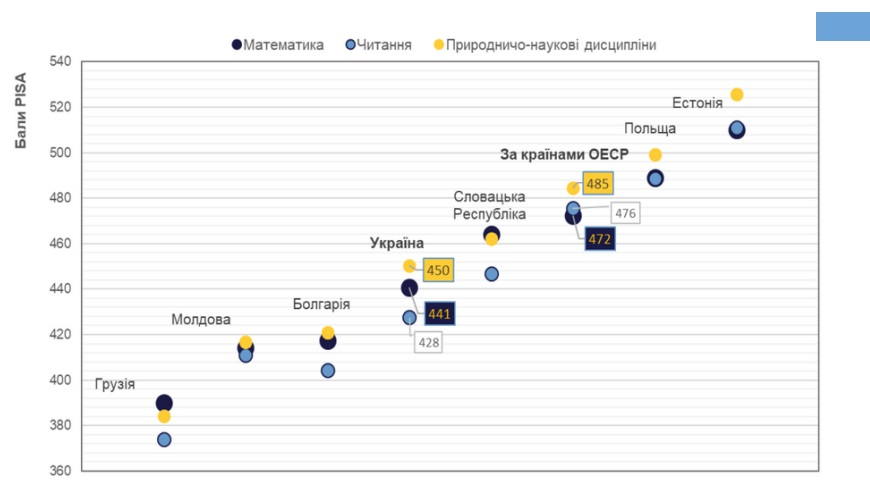 Математика Читання Природничо-наукові дисципліни
Бали PISA
540
520
500
480
460
440
420
400
380
360
Естонія
Польща
За країнами ОЕСР
485
476
472
Словацька
Республіка
Україна
450
441
428
Болгарія
Молдова
Грузія